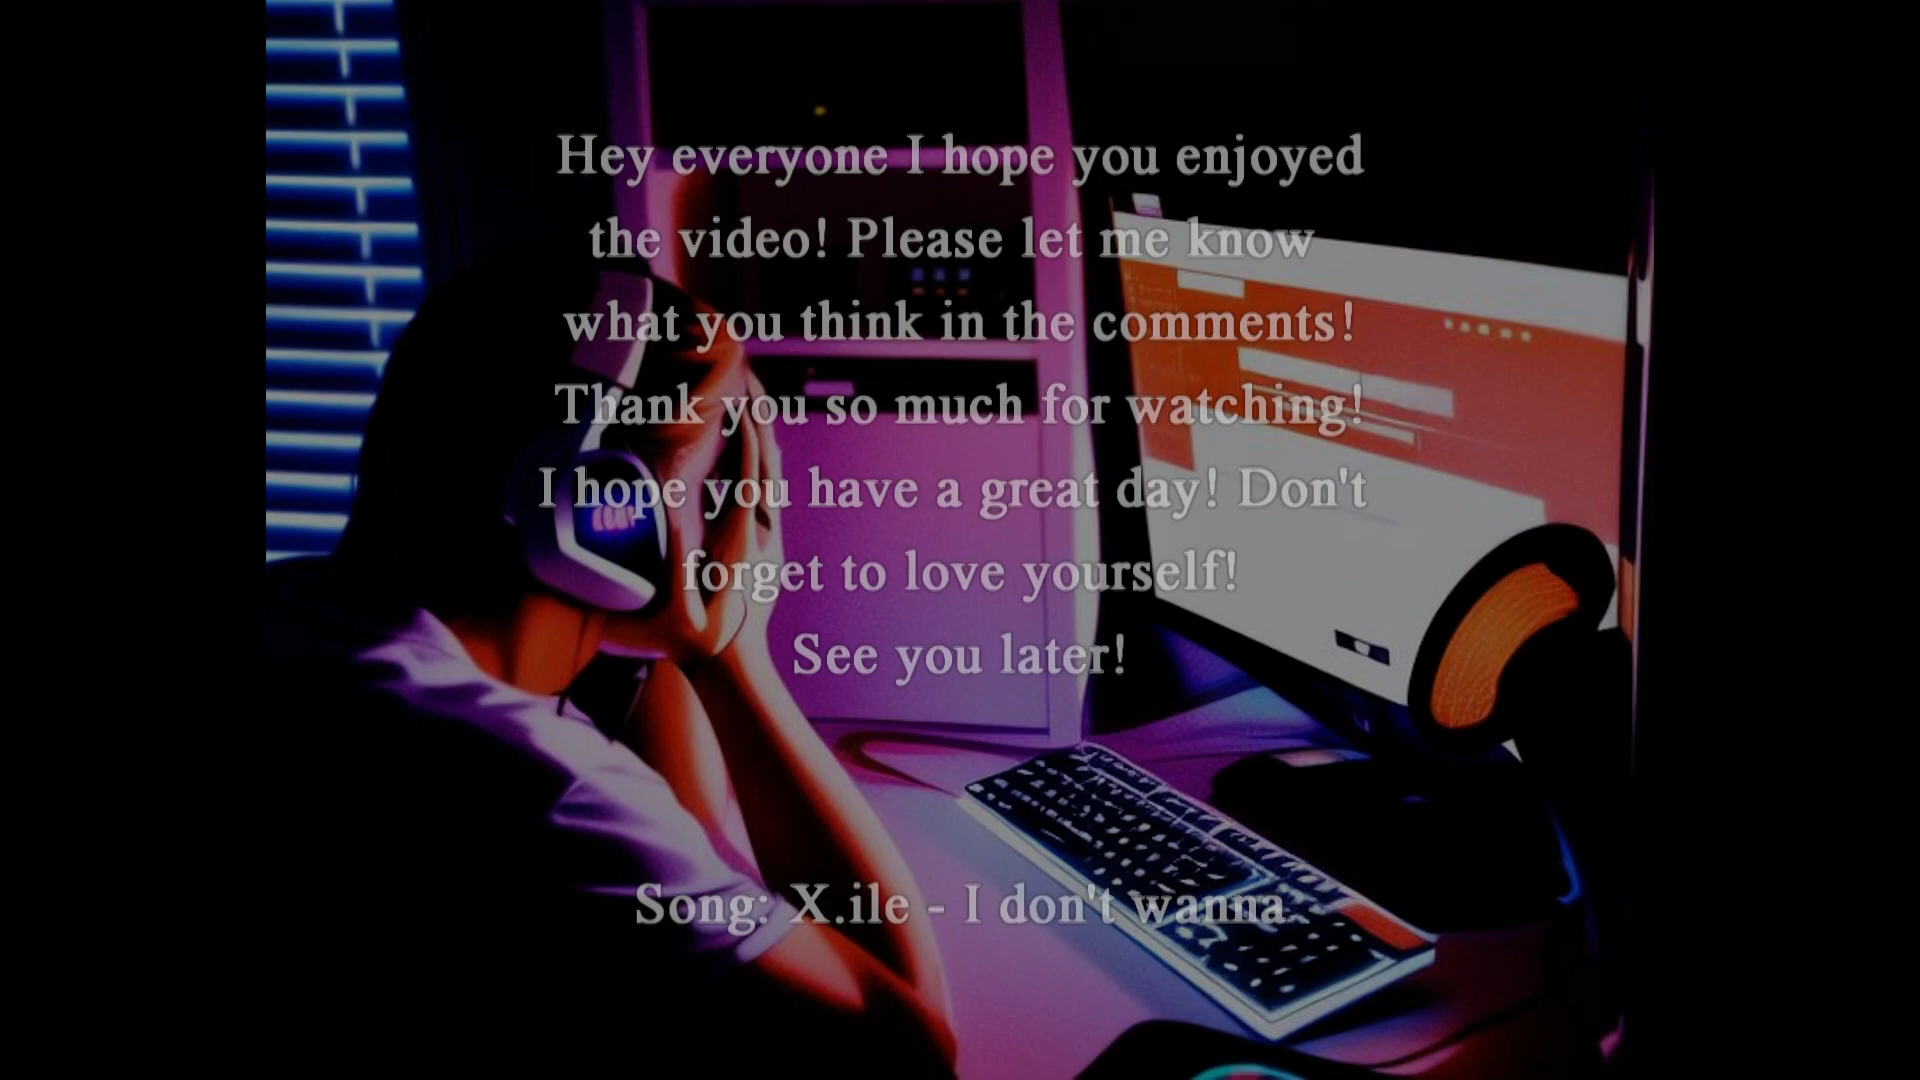 Hey everyone I hope you enjoyed
the video! Please let me know
what you think in the comments!
Thank you so much for watching!
I hope you have a great day! Don't
forget to love yourself!
See you later!
Song: X.ile - I don't wanna